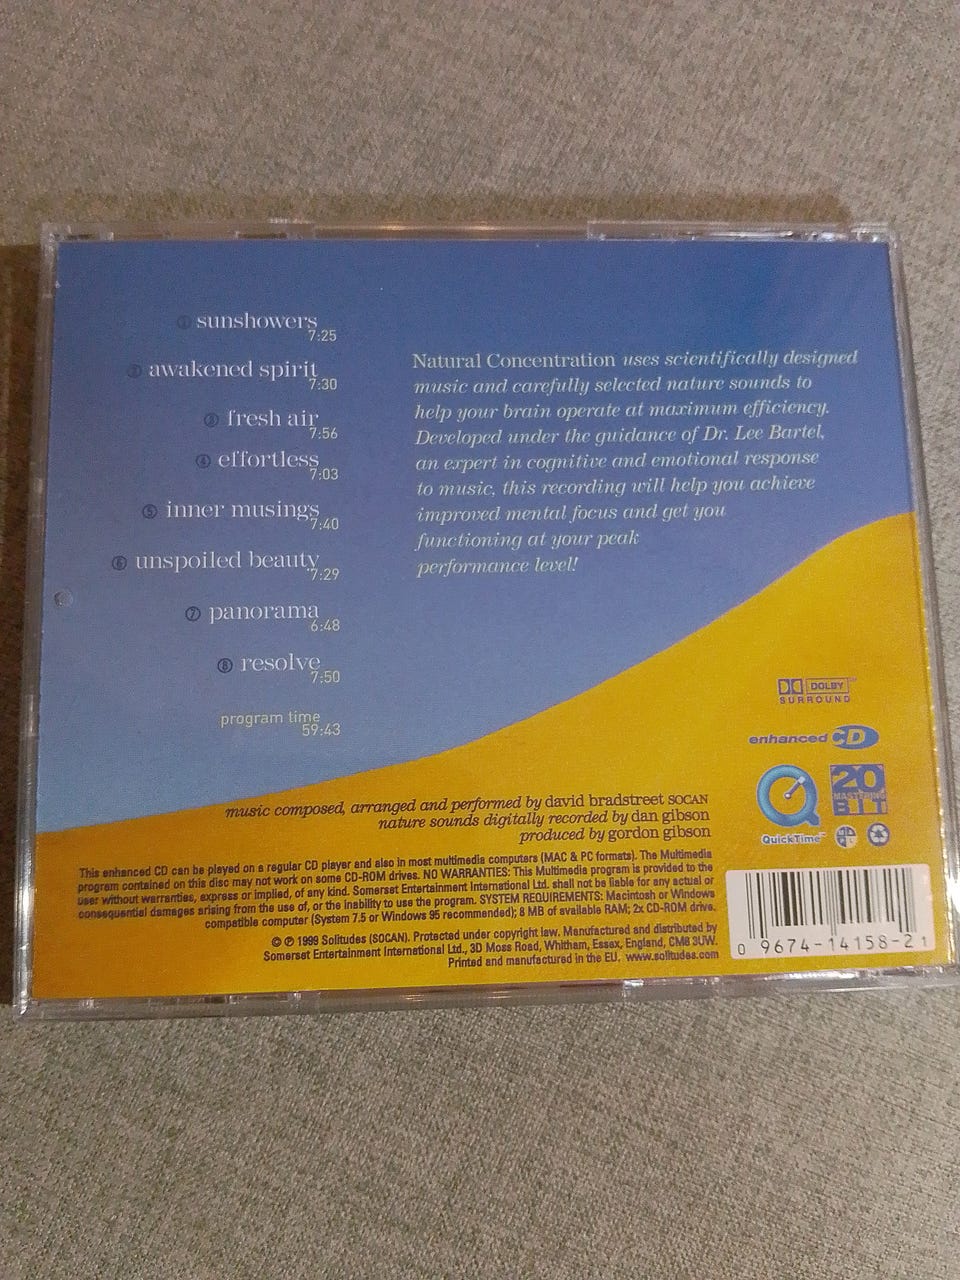 ① sunshowers
7:25
② awakened spirit
7:30
③ fresh air
7:56
④ effortless
7:03
⑤ inner musings
7:40
⑥ unspoiled beauty
7:29
⑦ panorama
6:48
⑧ resolve
7:50
program time
59:43
Natural Concentration uses scientifically designed
music and carefully selected nature sounds to
help your brain operate at maximum efficiency.
Developed under the guidance of Dr. Lee Bartel,
an expert in cognitive and emotional response
to music, this recording will help you achieve
improved mental focus and get you
functioning at your peak
performance level!
DOLBY
SURROUND
enhanced CD
QuickTime™
20
MASTERING
BIT
music composed, arranged and performed by david bradstreet SOCAN
nature sounds digitally recorded by dan gibson
produced by gordon gibson
This enhanced CD can be played on a regular CD player and also in most multimedia computers (MAC & PC formats). The Multimedia
program contained on this disc may not work on some CD-ROM drives. NO WARRANTIES: This Multimedia program is provided to the
user without warranties, express or implied, of any kind. Somerset Entertainment International Ltd. shall not be liable for any actual or
consequential damages arising from the use of, or the inability to use the program. SYSTEM REQUIREMENTS: Macintosh or Windows
compatible computer (System 7.5 or Windows 95 recommended); 8 MB of available RAM; 2x CD-ROM drive.
© ℗ 1999 Solitudes (SOCAN). Protected under copyright law. Manufactured and distributed by
Somerset Entertainment International Ltd., 3D Moss Road, Whitham, Essex, England, CM8 3UW.
Printed and manufactured in the EU. www.solitudes.com
0 9674-14158-2 1